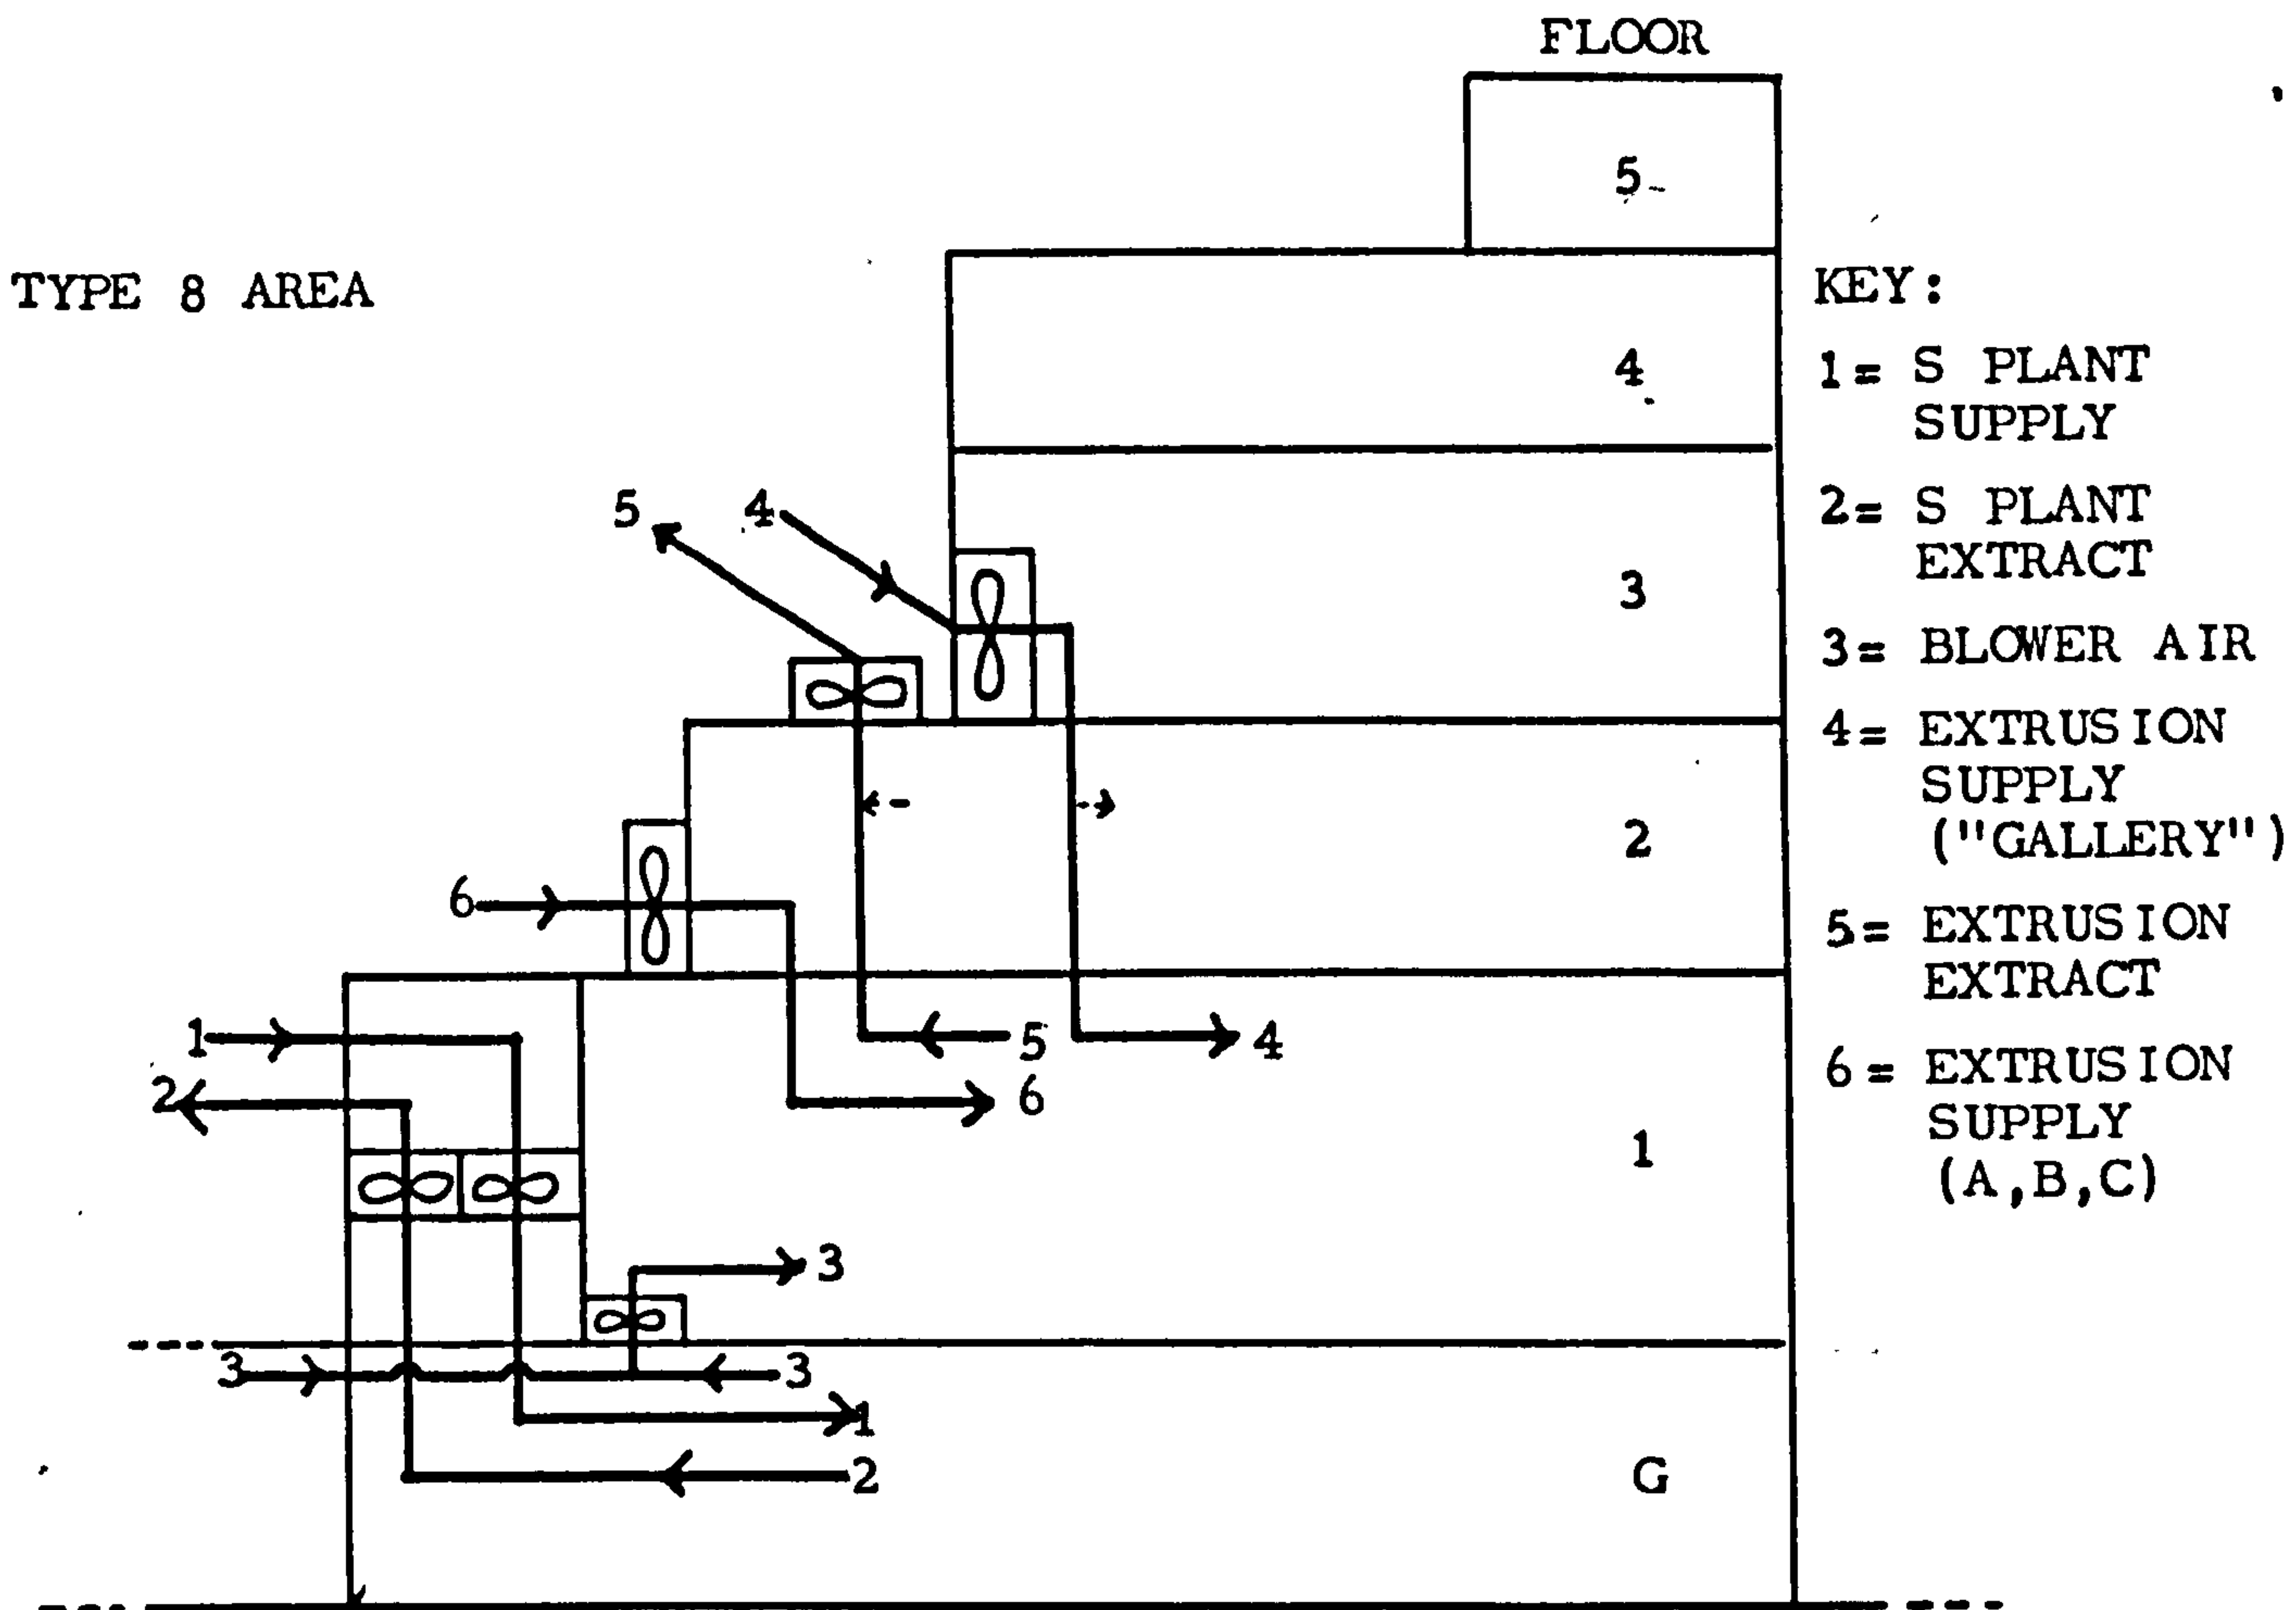 FLOOR
5
TYPE 8 AREA
4
3
2
1
G
5
4
6
1
2
5
4
6
3
3
3
1
2
KEY:
1= S PLANT
SUPPLY
2= S PLANT
EXTRACT
3= BLOWER AIR
4= EXTRUSION
SUPPLY
("GALLERY")
5= EXTRUSION
EXTRACT
6= EXTRUSION
SUPPLY
(A,B,C)